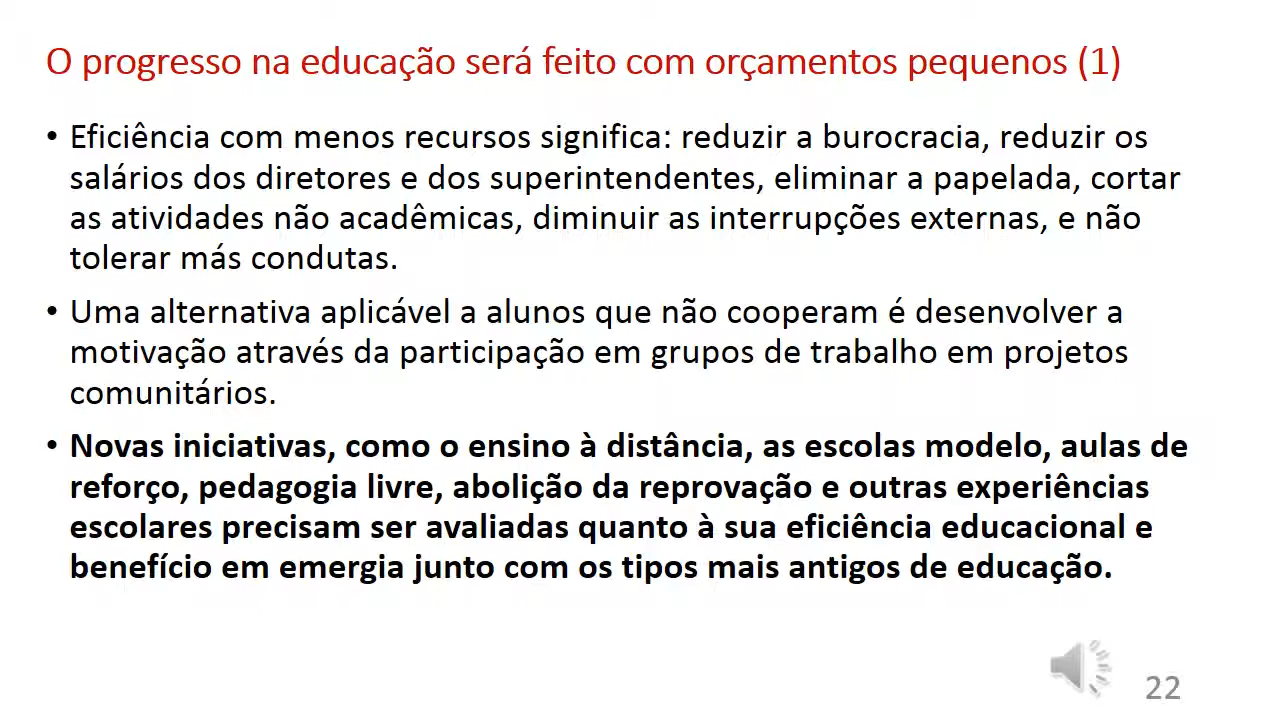 O progresso na educação será feito com orçamentos pequenos (1)
• Eficiência com menos recursos significa: reduzir a burocracia, reduzir os
salários dos diretores e dos superintendentes, eliminar a papelada, cortar
as atividades não acadêmicas, diminuir as interrupções externas, e não
tolerar más condutas.
• Uma alternativa aplicável a alunos que não cooperam é desenvolver a
motivação através da participação em grupos de trabalho em projetos
comunitários.
• Novas iniciativas, como o ensino à distância, as escolas modelo, aulas de
reforço, pedagogia livre, abolição da reprovação e outras experiências
escolares precisam ser avaliadas quanto à sua eficiência educacional e
benefício em emergia junto com os tipos mais antigos de educação.
22